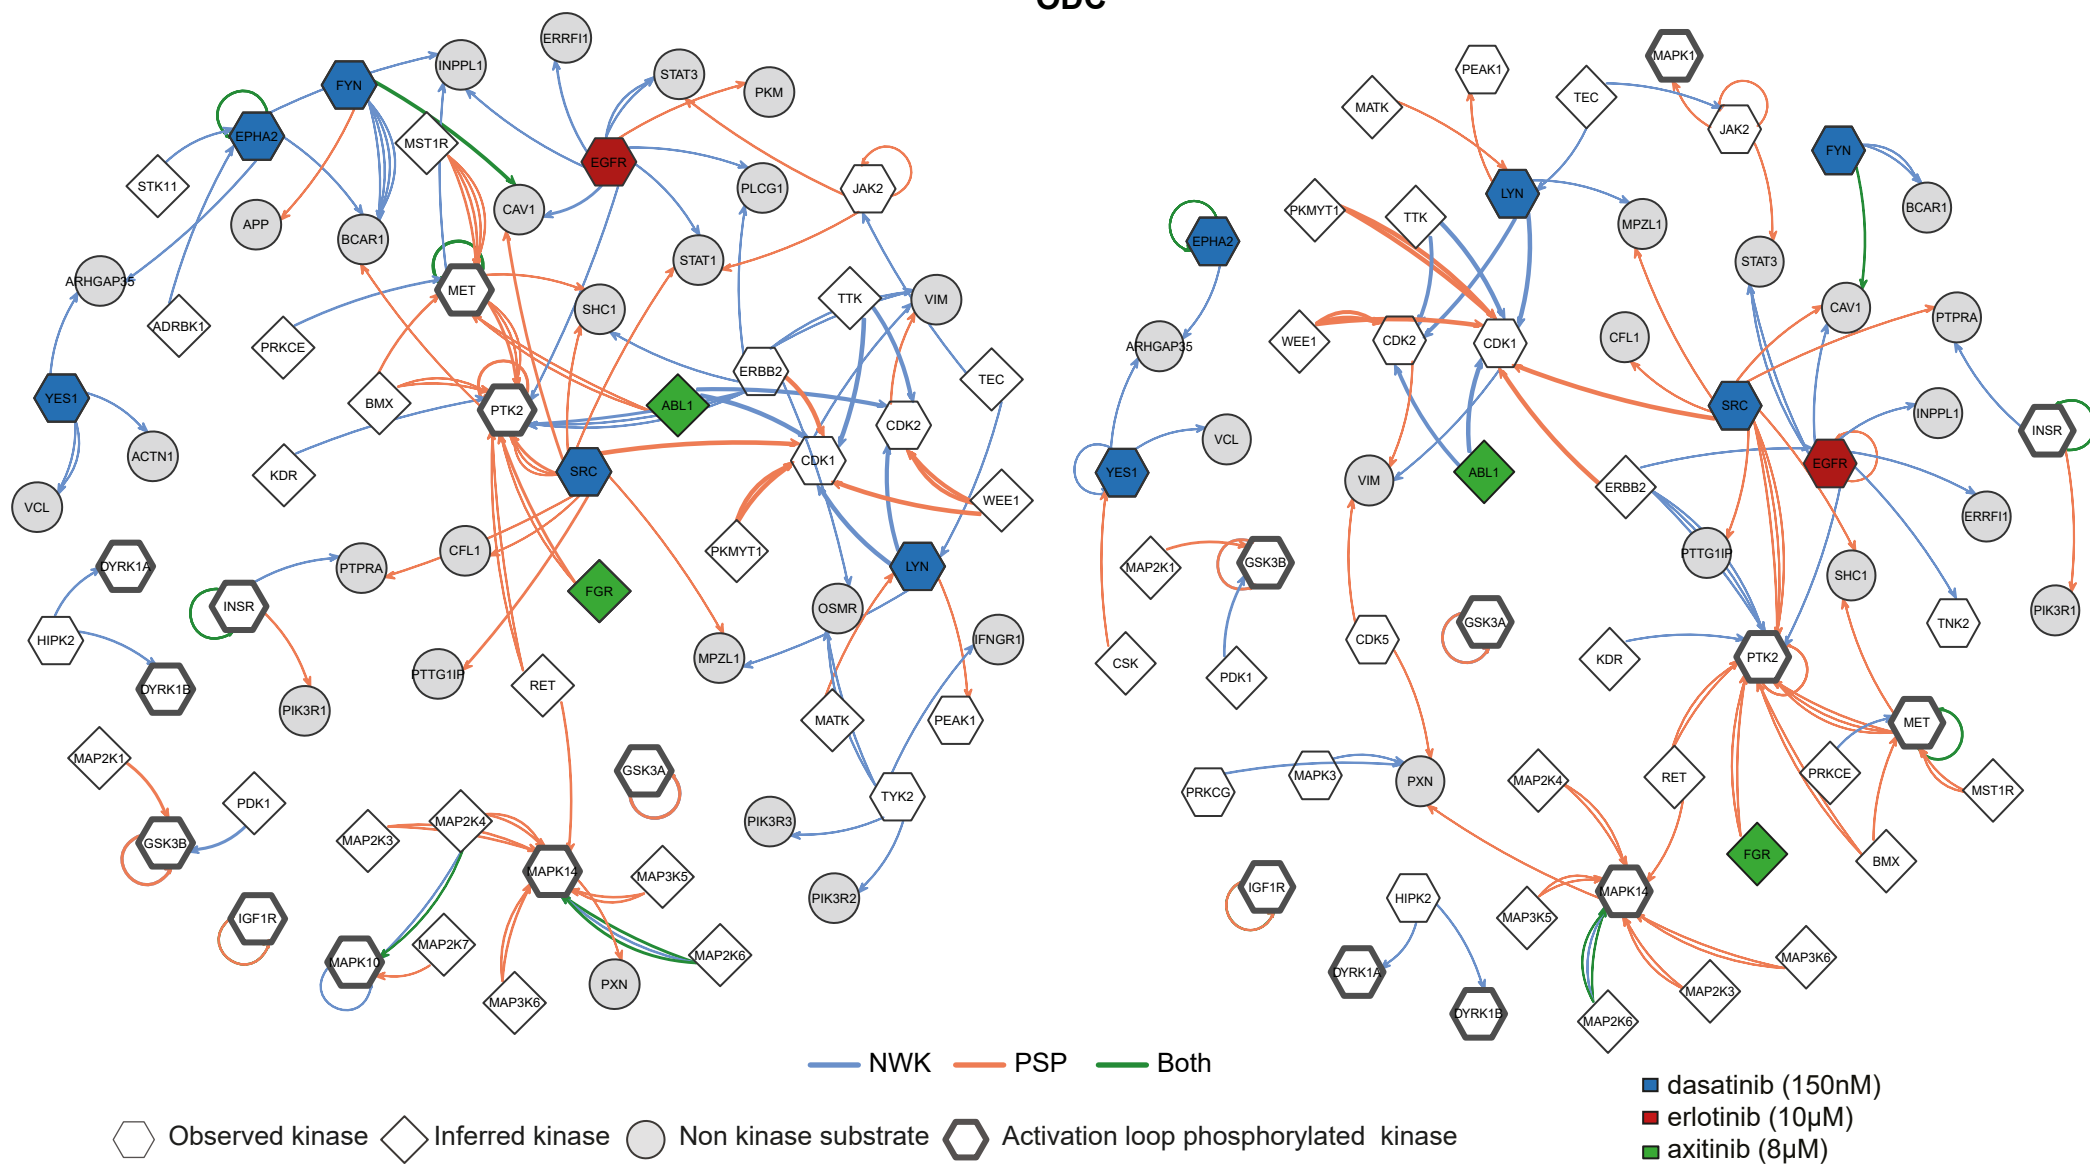 ODC
ERRFI1
INPPL1
STAT3
PKM
FYN
EPHA2
MST1R
EGFR
STK11
APP
BCAR1
CAV1
PLCG1
JAK2
STAT1
ARHGAP35
ADRBK1
PRKCE
MET
SHC1
TTK
VIM
YES1
BMX
PTK2
ABL1
ERBB2
TEC
CDK2
ACTN1
KDR
SRC
CDK1
VCL
WEE1
CFL1
PKMYT1
DYRK1A
PTPRA
LYN
INSR
FGR
OSMR
HIPK2
IFNGR1
DYRK1B
PTTG1IP
RET
MPZL1
PIK3R1
MATK
PEAK1
MAP2K1
GSK3A
PDK1
TYK2
MAP2K3
MAP2K4
PIK3R3
GSK3B
MAPK14
MAP3K5
PIK3R2
IGF1R
MAP2K7
MAPK10
MAP2K6
MAP3K6
PXN
MAPK1
PEAK1
TEC
MATK
JAK2
FYN
LYN
BCAR1
PKMYT1
TTK
MPZL1
EPHA2
STAT3
CAV1
PTPRA
ARHGAP35
WEE1
CDK2
CDK1
CFL1
SRC
INPPL1
INSR
VCL
YES1
ABL1
VIM
EGFR
ERBB2
ERRFI1
PTTG1IP
MAP2K1
GSK3B
SHC1
PIK3R1
GSK3A
TNK2
CDK5
CSK
PDK1
KDR
PTK2
MET
PRKCG
MAPK3
PXN
MAP2K4
RET
PRKCE
MST1R
FGR
BMX
IGF1R
HIPK2
MAP3K5
MAPK14
DYRK1A
MAP3K6
MAP2K3
DYRK1B
MAP2K6
NWK
PSP
Both
dasatinib (150nM)
erlotinib (10µM)
axitinib (8µM)
Observed kinase
Inferred kinase
Non kinase substrate
Activation loop phosphorylated kinase